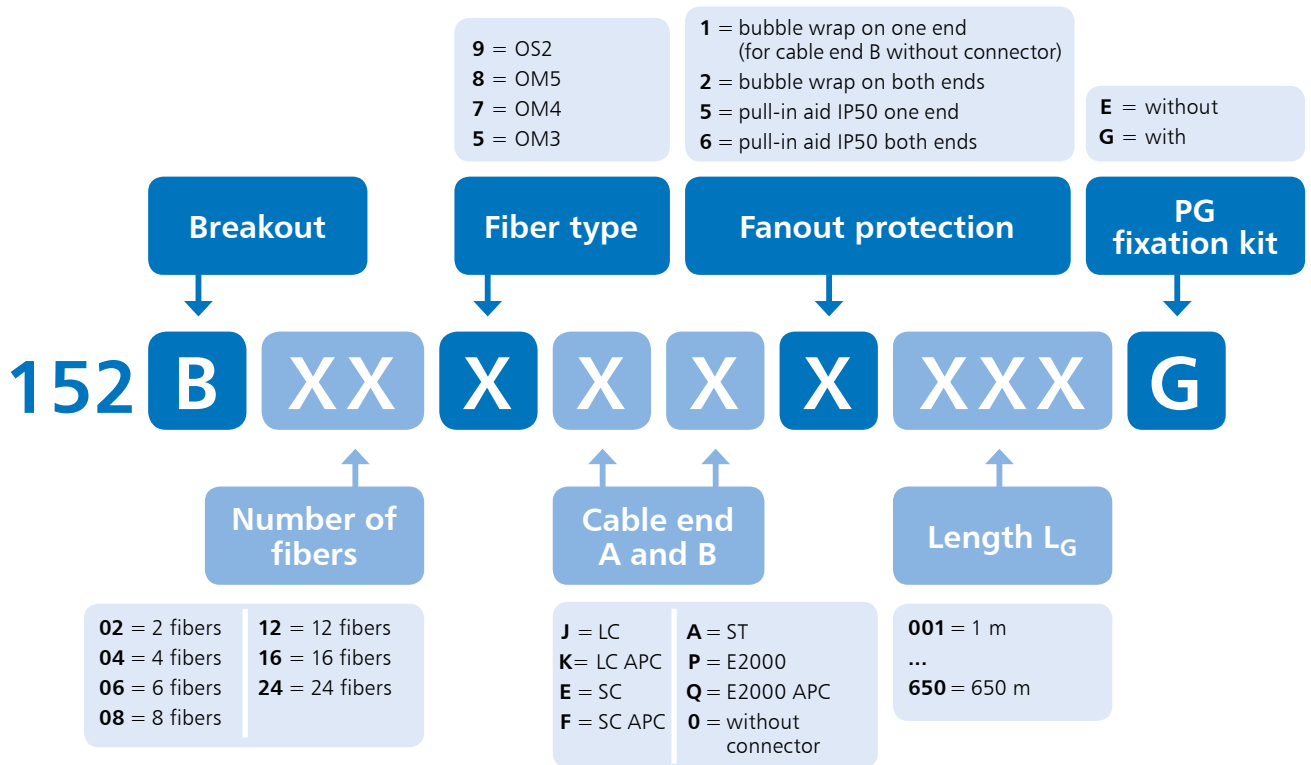 9 = OS2
8 = OM5
7 = OM4
5 = OM3
1 = bubble wrap on one end
(for cable end B without connector)
2 = bubble wrap on both ends
5 = pull-in aid IP50 one end
6 = pull-in aid IP50 both ends
E = without
G = with
Breakout
Fiber type
Fanout protection
PG
fixation kit
152 B XX X X X X XXX G
Number of
fibers
Cable end
A and B
Length LG
02 = 2 fibers
04 = 4 fibers
06 = 6 fibers
08 = 8 fibers
12 = 12 fibers
16 = 16 fibers
24 = 24 fibers
J = LC
K= LC APC
E = SC
F = SC APC
A = ST
P = E2000
Q = E2000 APC
0 = without
connector
001 = 1 m
...
650 = 650 m